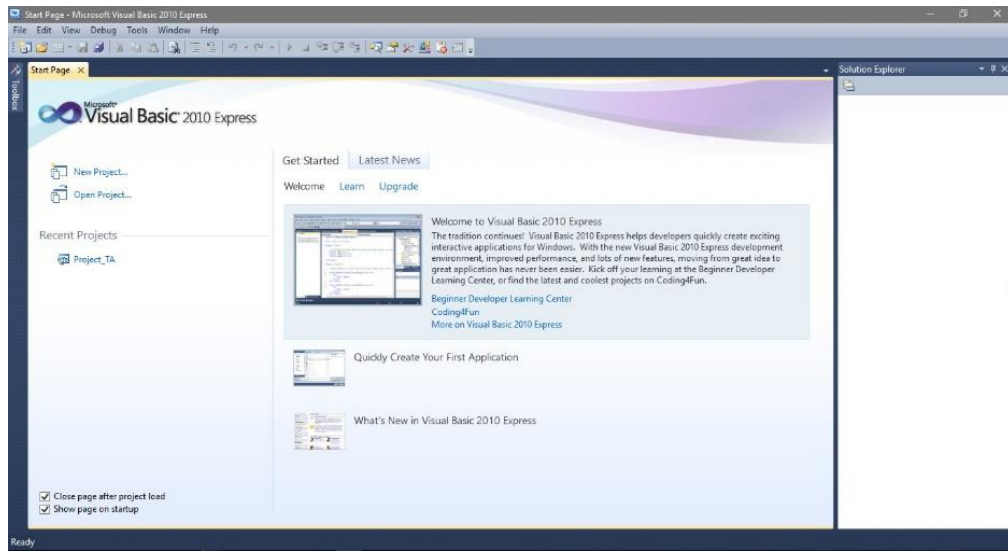 Start Page - Microsoft Visual Basic 2010 Express
File Edit View Debug Tools Window Help
Toolbox
Start Page
Solution Explorer
Microsoft
Visual Basic 2010 Express
New Project...
Open Project...
Recent Projects
Project_TA
Close page after project load
Show page on startup
Get Started Latest News
Welcome Learn Upgrade
Welcome to Visual Basic 2010 Express
The tradition continues! Visual Basic 2010 Express helps developers quickly create exciting
interactive applications for Windows. With the new Visual Basic 2010 Express development
environment, improved performance, and lots of new features, moving from great idea to
great application has never been easier. Kick off your learning at the Beginner Developer
Learning Center, or find the latest and coolest projects on Coding4Fun.
Beginner Developer Learning Center
Coding4Fun
More on Visual Basic 2010 Express
Quickly Create Your First Application
What's New in Visual Basic 2010 Express
Ready